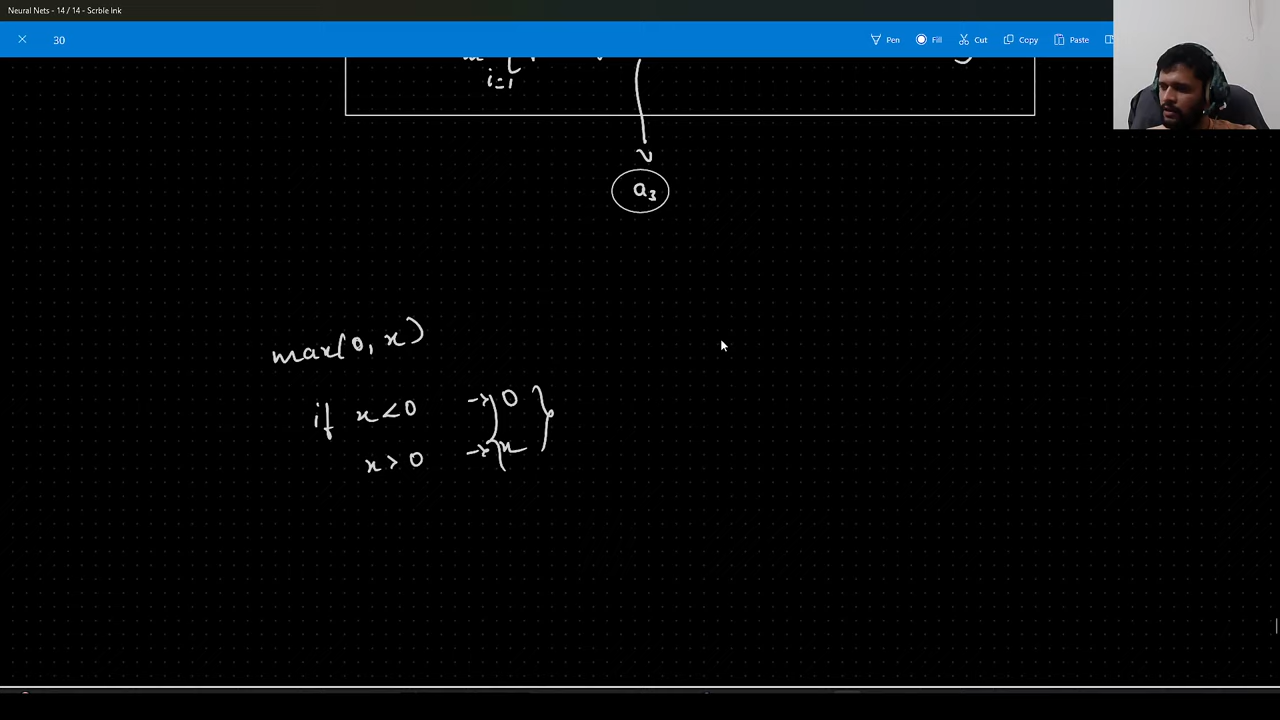 Neural Nets - 14 / 14 - Scrble Ink
30
Pen Fill Cut Copy Paste
i=1
a3
max(0, x)
if x < 0 → 0
x > 0 → x